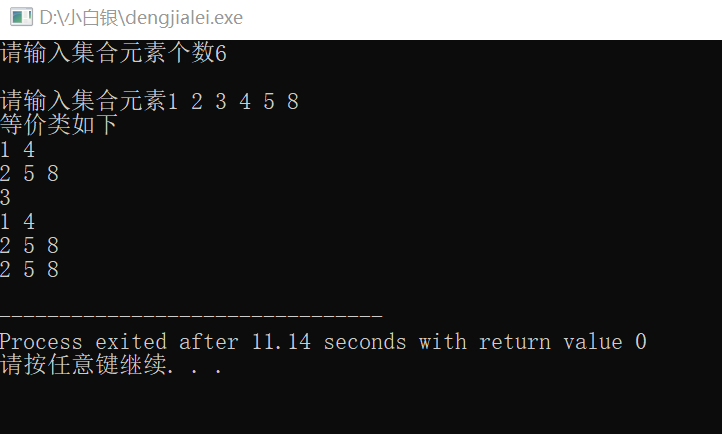 D:\小白银\dengjialei.exe
请输入集合元素个数6
请输入集合元素1 2 3 4 5 8
等价类如下
1 4
2 5 8
3
1 4
2 5 8
2 5 8
--------------------------------
Process exited after 11.14 seconds with return value 0
请按任意键继续. . .